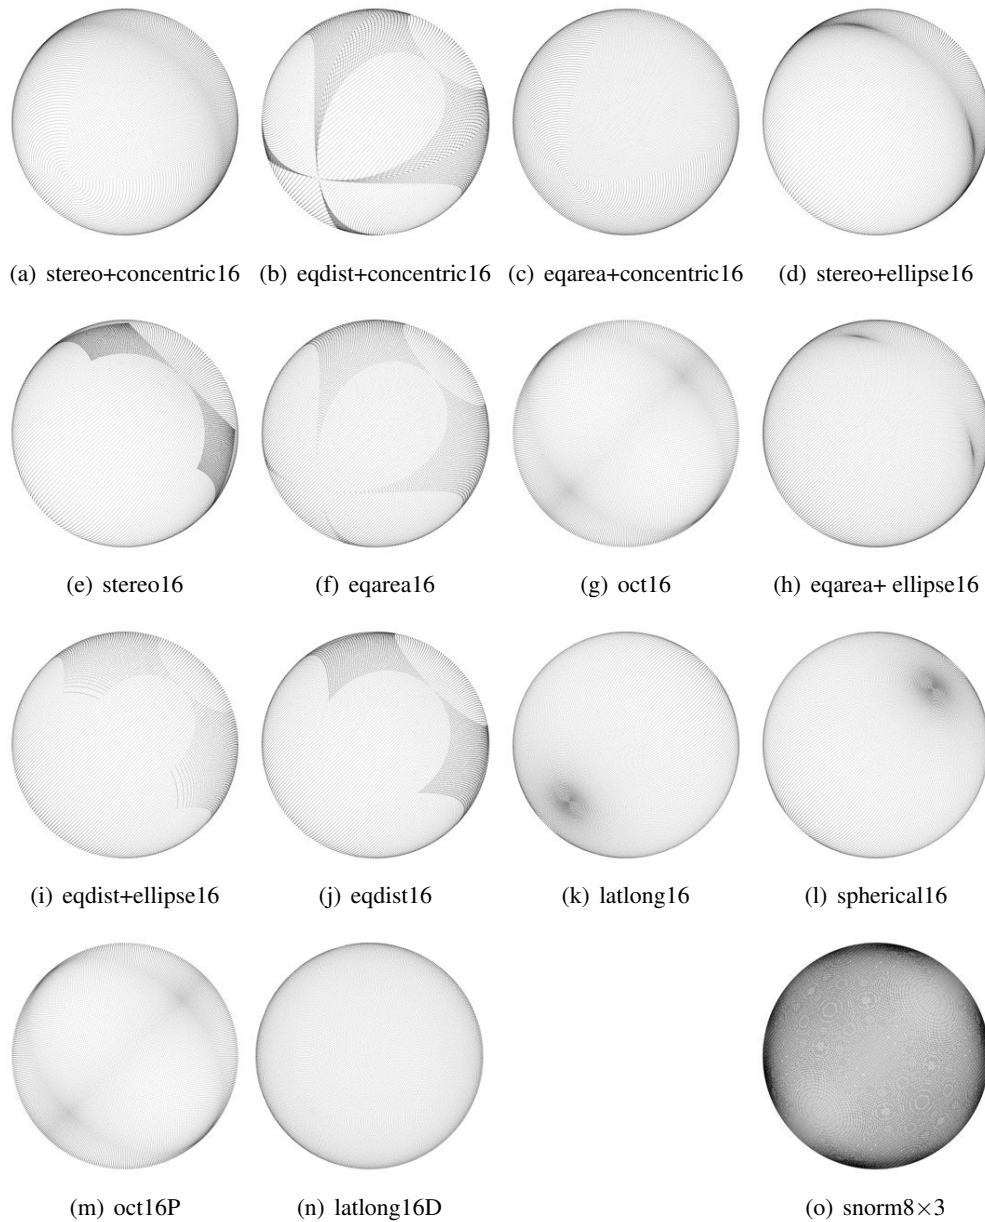 (a) stereo+concentric16 (b) eqdist+concentric16 (c) eqarea+concentric16 (d) stereo+ellipse16
(e) stereo16 (f) eqarea16 (g) oct16 (h) eqarea+ ellipse16
(i) eqdist+ellipse16 (j) eqdist16 (k) latlong16 (l) spherical16
(m) oct16P (n) latlong16D (o) snorm8×3